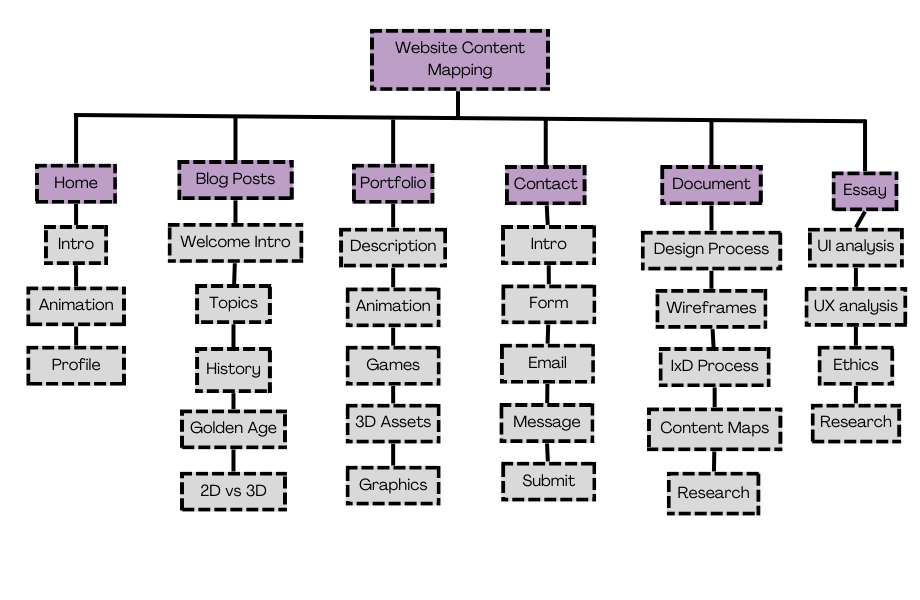 Website Content
Mapping
Home
Blog Posts
Portfolio
Contact
Document
Essay
Intro
Welcome Intro
Description
Intro
Design Process
UI analysis
Animation
Topics
Animation
Form
Wireframes
UX analysis
Profile
History
Games
Email
IxD Process
Ethics
Golden Age
3D Assets
Message
Content Maps
Research
2D vs 3D
Graphics
Submit
Research